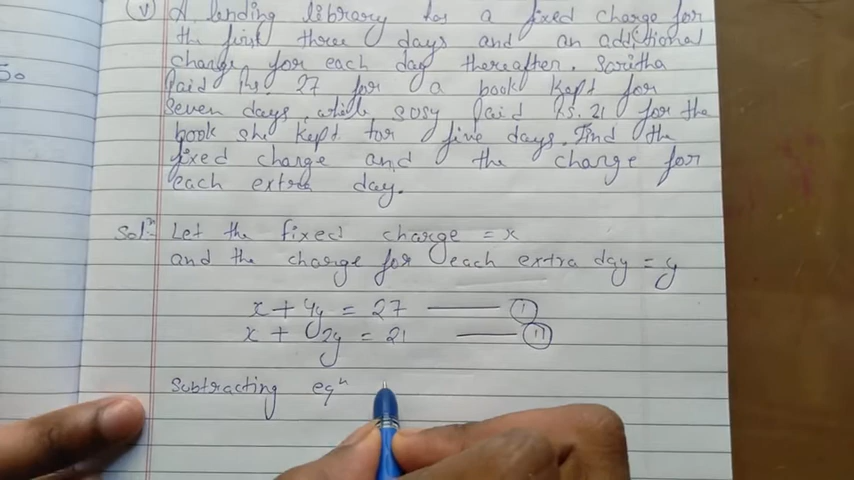 (v) A lending library has a fixed charge for
the first three days and an additional
charge for each day thereafter. Saritha
paid Rs. 27 for a book kept for
seven days, while Susy paid Rs. 21 for the
50
book she kept for five days. Find the
fixed charge and the charge for
each extra day.
Solⁿ:- Let the fixed charge = x
and the charge for each extra day = y
x + 4y = 27 —— (i)
x + 2y = 21 —— (ii)
Subtracting eqⁿ